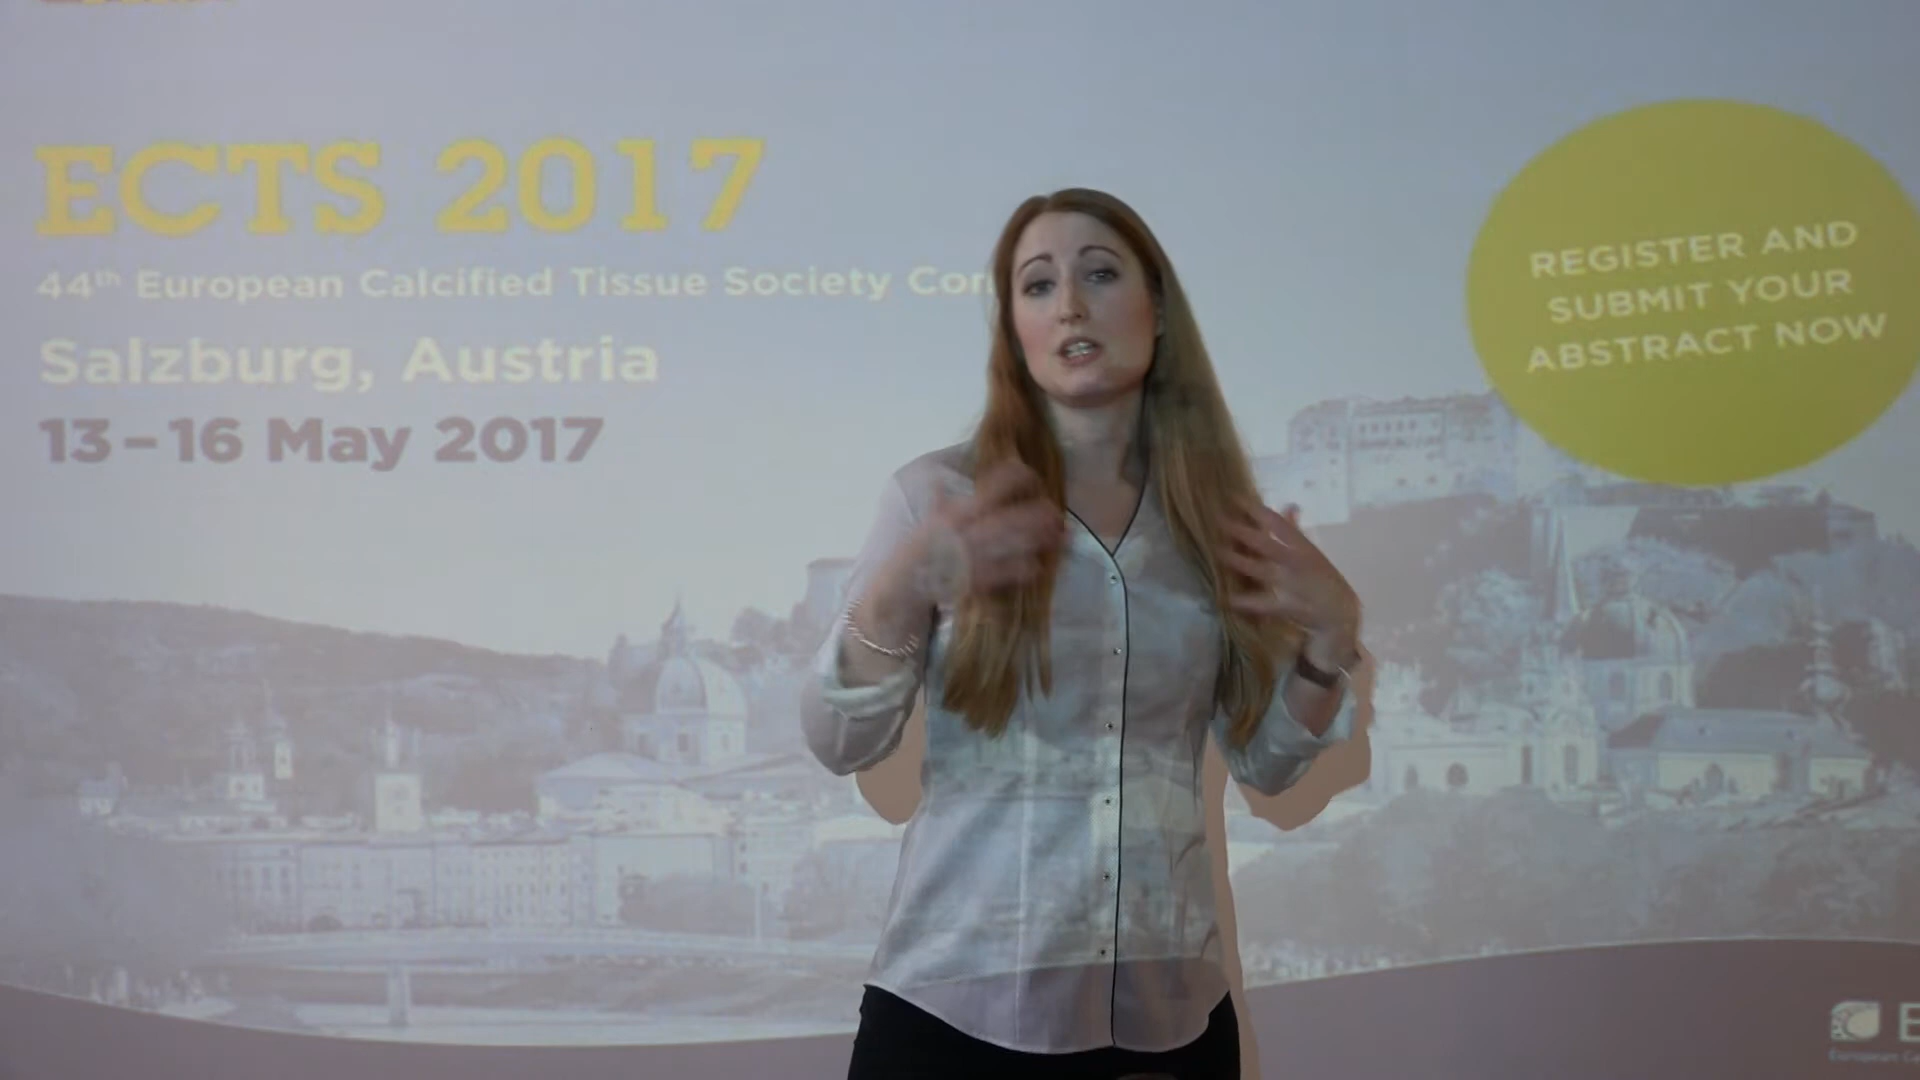 ECTS 2017
44th European Calcified Tissue Society
Salzburg, Austria
13–16 May 2017
REGISTER AND
SUBMIT YOUR
ABSTRACT NOW
European